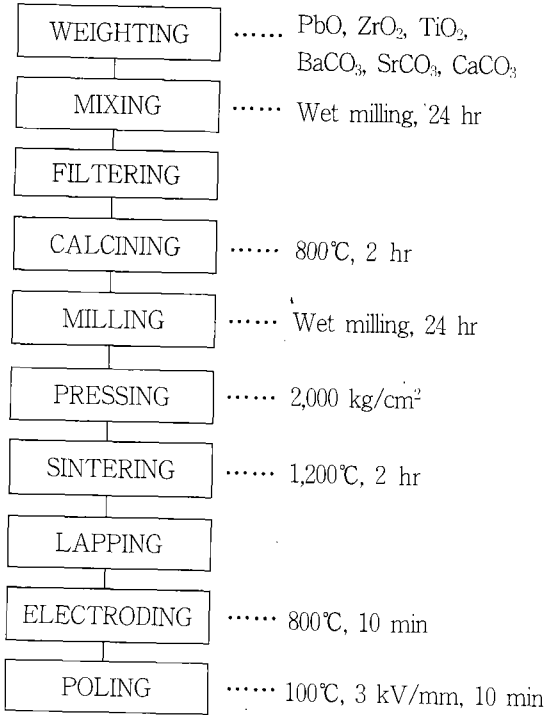 WEIGHTING ······ PbO, ZrO₂, TiO₂,
BaCO₃, SrCO₃, CaCO₃
MIXING ······ Wet milling, 24 hr
FILTERING
CALCINING ······ 800℃, 2 hr
MILLING ······ Wet milling, 24 hr
PRESSING ······ 2,000 kg/cm²
SINTERING ······ 1,200℃, 2 hr
LAPPING
ELECTRODING ······ 800℃, 10 min
POLING ······ 100℃, 3 kV/mm, 10 min